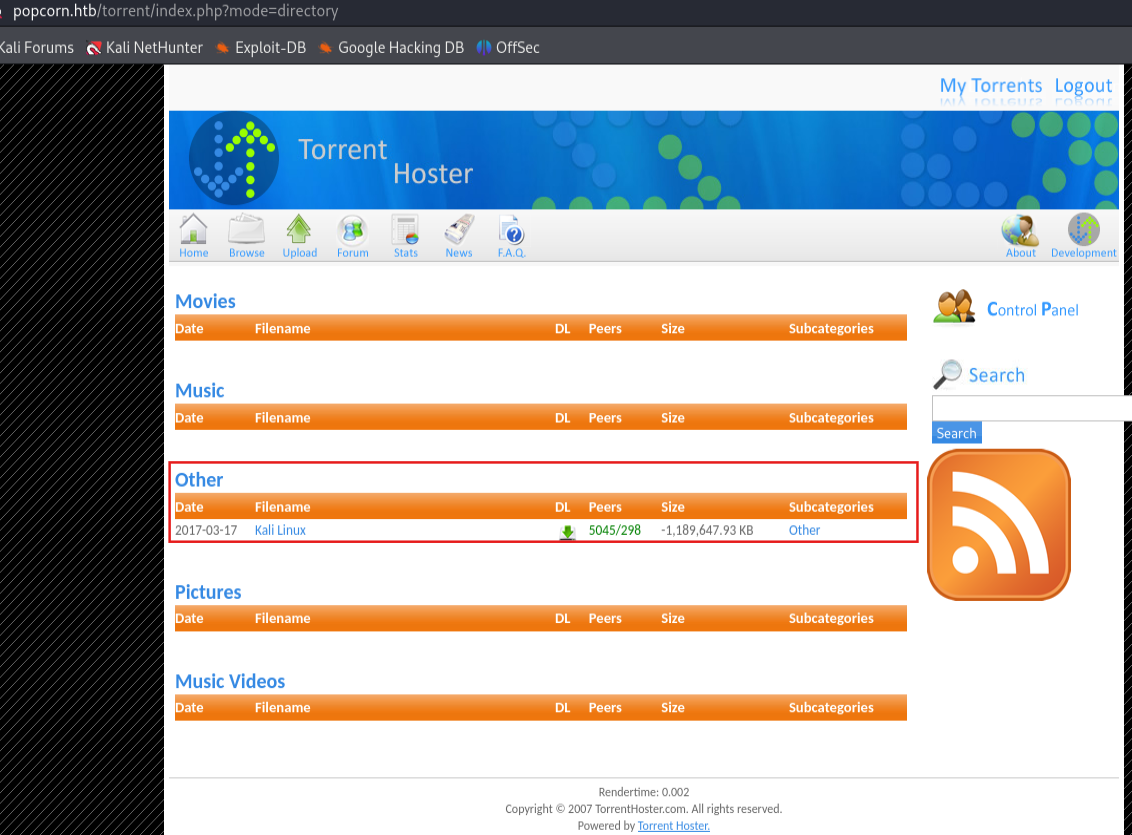 popcorn.htb/torrent/index.php?mode=directory
Kali Forums Kali NetHunter Exploit-DB Google Hacking DB OffSec
My Torrents Logout
Torrent
Hoster
Home Browse Upload Forum Stats News F.A.Q. About Development
Movies
Date Filename DL Peers Size Subcategories
Control Panel
Music
Date Filename DL Peers Size Subcategories
Search
Search
Other
Date Filename DL Peers Size Subcategories
2017-03-17 Kali Linux 5045/298 -1,189,647.93 KB Other
Pictures
Date Filename DL Peers Size Subcategories
Music Videos
Date Filename DL Peers Size Subcategories
Rendertime: 0.002
Copyright © 2007 TorrentHoster.com. All rights reserved.
Powered by Torrent Hoster.